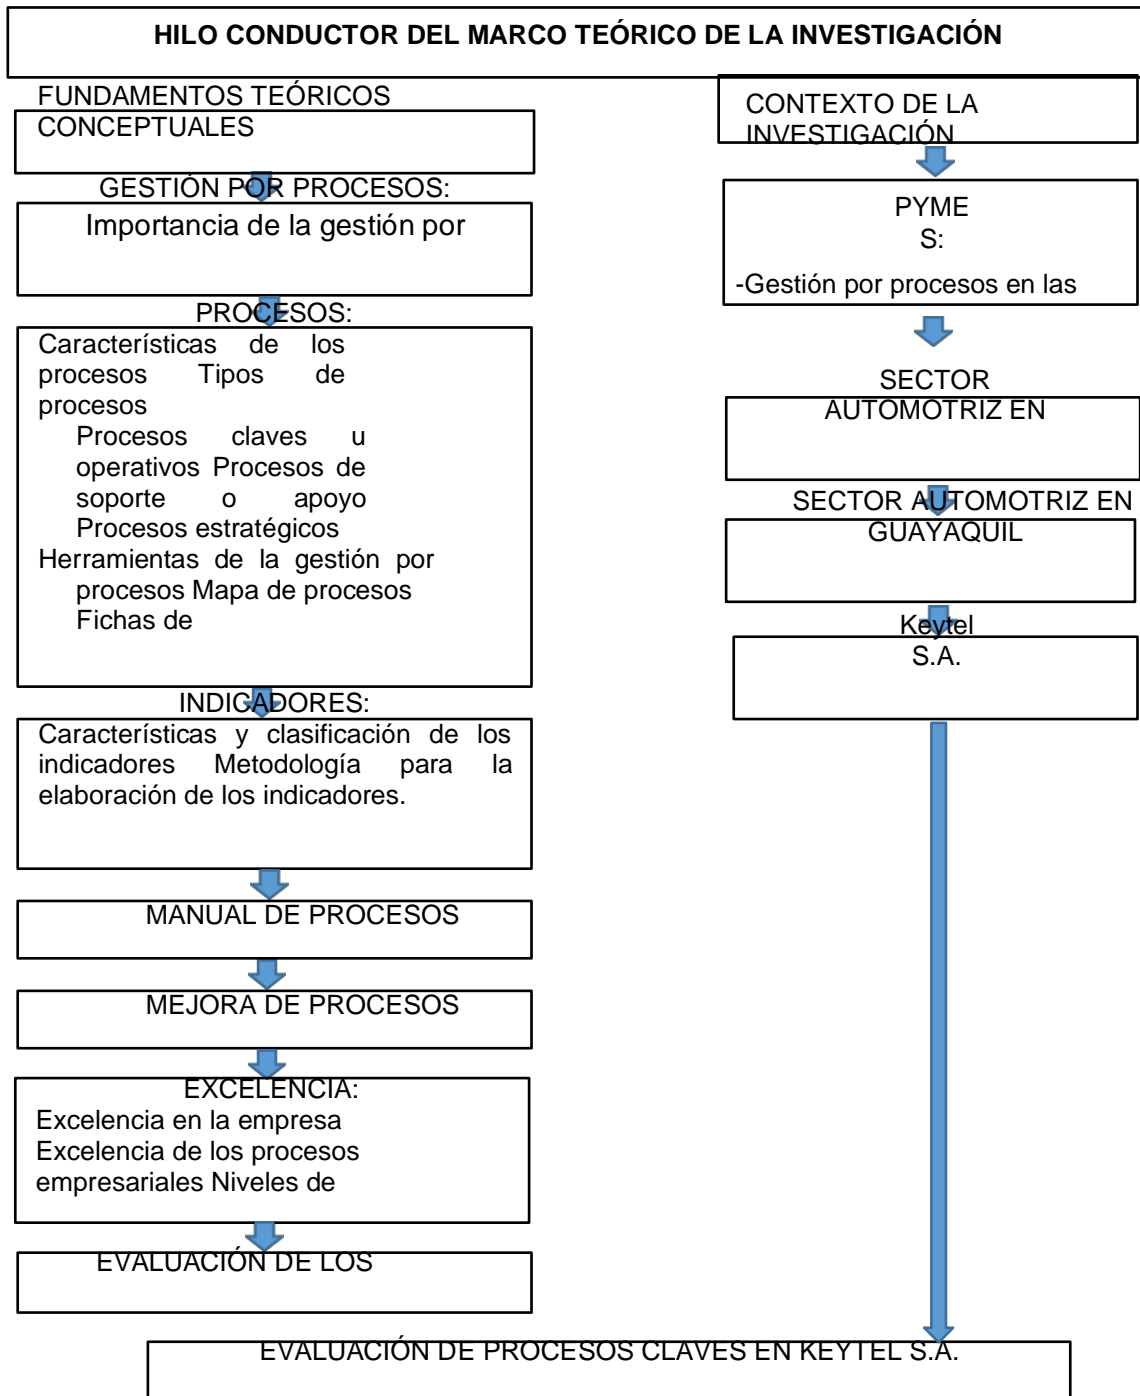 HILO CONDUCTOR DEL MARCO TEÓRICO DE LA INVESTIGACIÓN
FUNDAMENTOS TEÓRICOS
CONCEPTUALES
GESTIÓN POR PROCESOS:
Importancia de la gestión por
PROCESOS:
Características de los
procesos Tipos de
procesos
Procesos claves u
operativos Procesos de
soporte o apoyo
Procesos estratégicos
Herramientas de la gestión por
procesos Mapa de procesos
Fichas de
INDICADORES:
Características y clasificación de los
indicadores Metodología para la
elaboración de los indicadores.
MANUAL DE PROCESOS
MEJORA DE PROCESOS
EXCELENCIA:
Excelencia en la empresa
Excelencia de los procesos
empresariales Niveles de
EVALUACIÓN DE LOS
CONTEXTO DE LA
INVESTIGACIÓN
PYME
S:
-Gestión por procesos en las
SECTOR
AUTOMOTRIZ EN
SECTOR AUTOMOTRIZ EN
GUAYAQUIL
Keytel
S.A.
EVALUACIÓN DE PROCESOS CLAVES EN KEYTEL S.A.